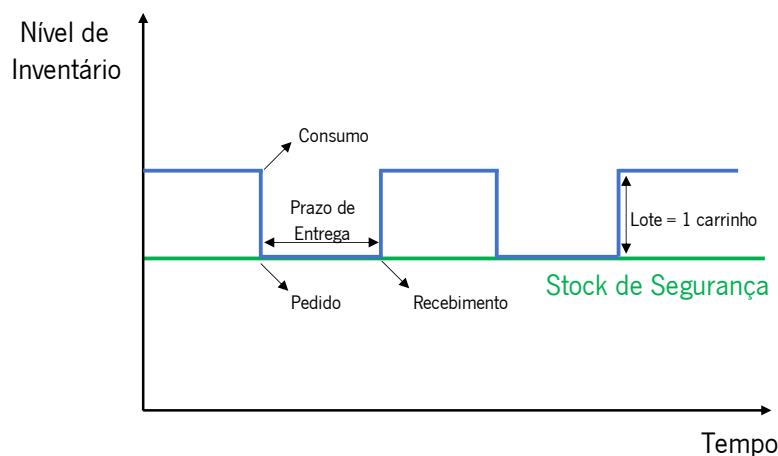 Nível de
Inventário
Consumo
Prazo de
Entrega
Lote = 1 carrinho
Stock de Segurança
Pedido
Recebimento
Tempo